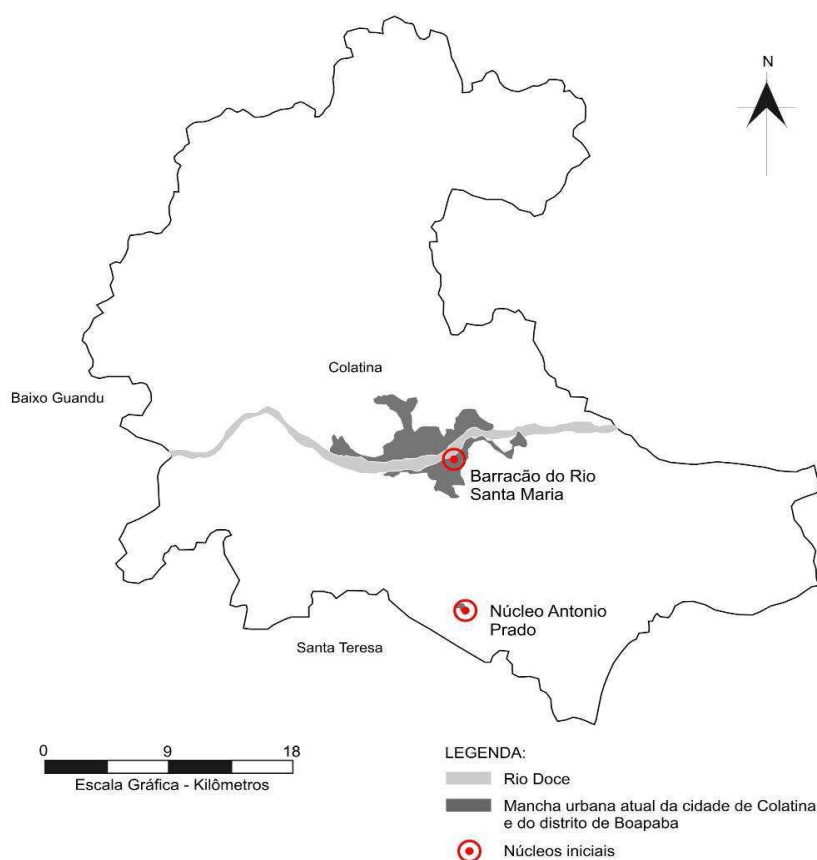 N
Colatina
Baixo Guandu
Barracão do Rio
Santa Maria
Núcleo Antonio
Prado
Santa Teresa
0 9 18
Escala Gráfica - Kilômetros
LEGENDA:
Rio Doce
Mancha urbana atual da cidade de Colatina
e do distrito de Boapaba
Núcleos iniciais